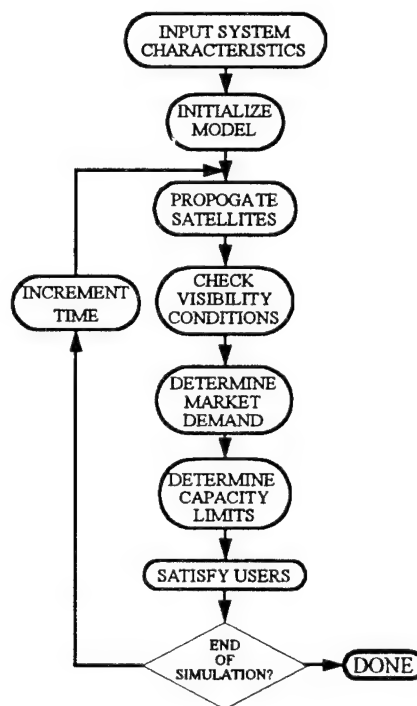 INPUT SYSTEM
CHARACTERISTICS
INITIALIZE
MODEL
PROPOGATE
SATELLITES
CHECK
VISIBILITY
CONDITIONS
INCREMENT
TIME
DETERMINE
MARKET
DEMAND
DETERMINE
CAPACITY
LIMITS
SATISFY USERS
END
OF
SIMULATION?
DONE